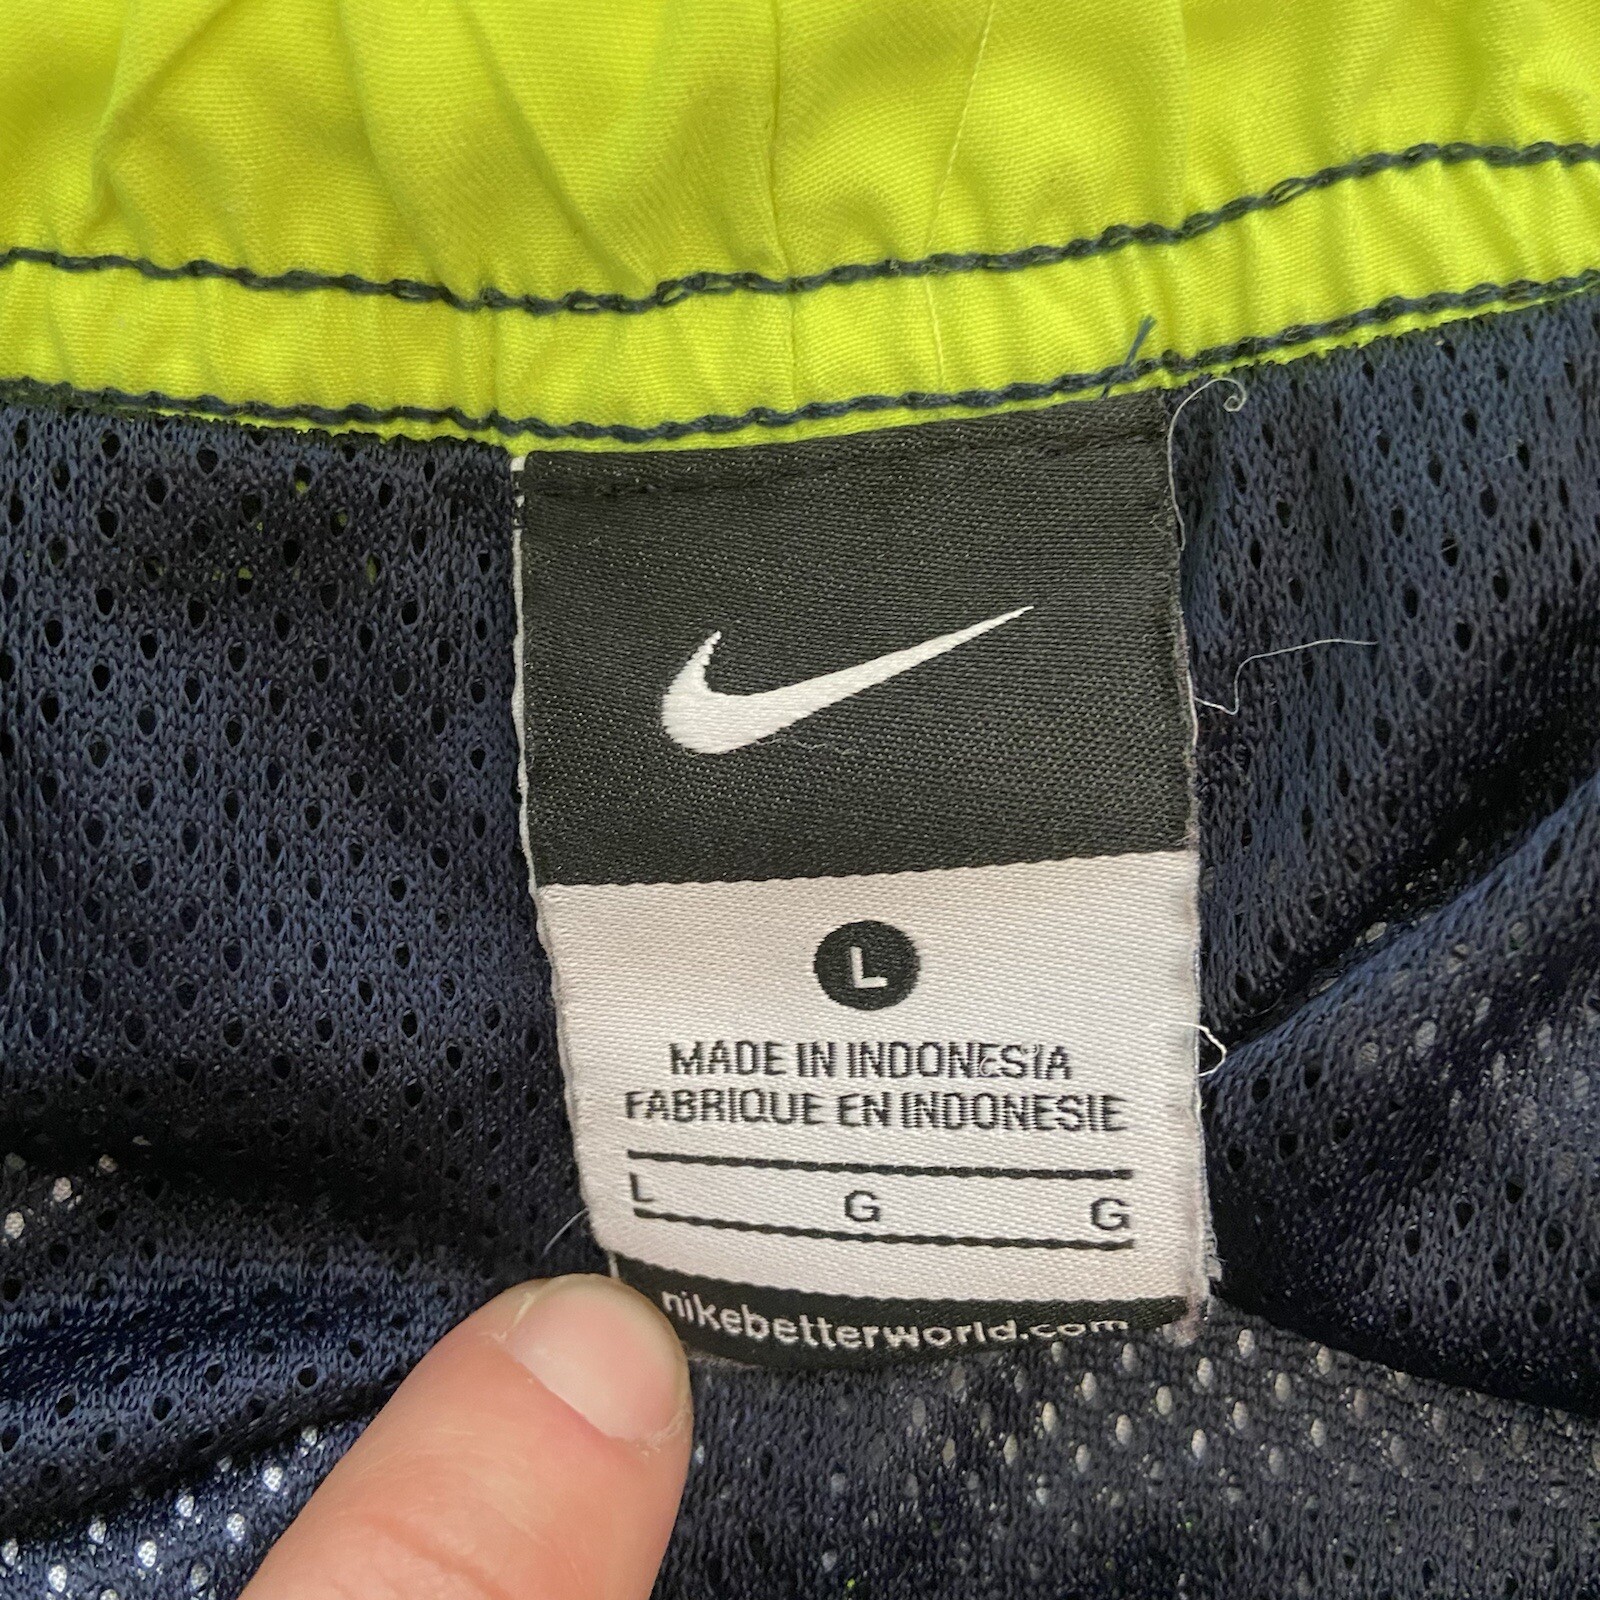 L
MADE IN INDONESIA
FABRIQUE EN INDONESIE
L G G
nikebetterworld.com